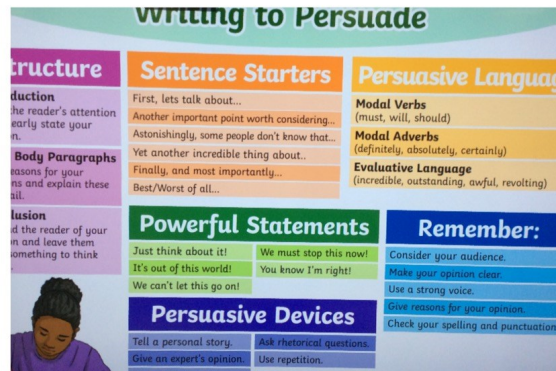 Writing to Persuade
tructure
duction
he reader's attention
early state your
n.
Body Paragraphs
easons for your
ns and explain these
ail.
lusion
d the reader of your
n and leave them
something to think
Sentence Starters
First, lets talk about...
Another important point worth considering...
Astonishingly, some people don't know that...
Yet another incredible thing about..
Finally, and most importantly...
Best/Worst of all...
Persuasive Languag
Modal Verbs
(must, will, should)
Modal Adverbs
(definitely, absolutely, certainly)
Evaluative Language
(incredible, outstanding, awful, revolting)
Powerful Statements
Just think about it!
We must stop this now!
It's out of this world!
You know I'm right!
We can't let this go on!
Remember:
Consider your audience.
Make your opinion clear.
Use a strong voice.
Give reasons for your opinion.
Check your spelling and punctuation
Persuasive Devices
Tell a personal story.
Ask rhetorical questions.
Give an expert's opinion.
Use repetition.